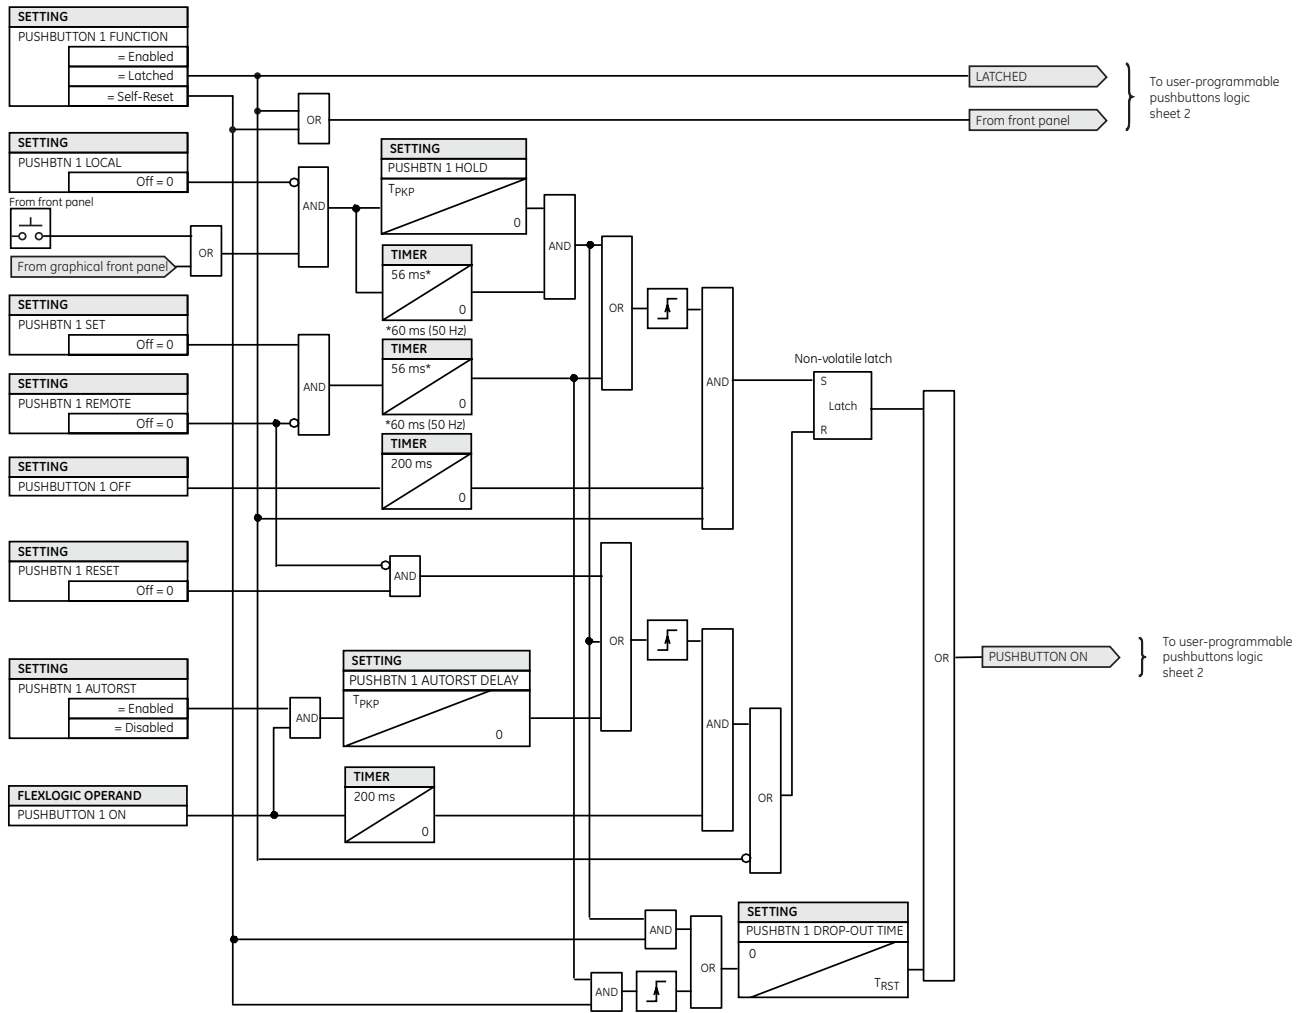 SETTING
PUSHBUTTON 1 FUNCTION
= Enabled
= Latched
= Self-Reset
LATCHED
From front panel
To user-programmable
pushbuttons logic
sheet 2
OR
SETTING
PUSHBTN 1 LOCAL
Off = 0
From front panel
From graphical front panel
OR
AND
SETTING
PUSHBTN 1 HOLD
TPKP
0
AND
TIMER
56 ms*
0
*60 ms (50 Hz)
SETTING
PUSHBTN 1 SET
Off = 0
SETTING
PUSHBTN 1 REMOTE
Off = 0
AND
TIMER
56 ms*
0
*60 ms (50 Hz)
OR
AND
Non-volatile latch
S
Latch
R
SETTING
PUSHBUTTON 1 OFF
TIMER
200 ms
0
SETTING
PUSHBTN 1 RESET
Off = 0
AND
OR
SETTING
PUSHBTN 1 AUTORST
= Enabled
= Disabled
AND
SETTING
PUSHBTN 1 AUTORST DELAY
TPKP
0
AND
OR
PUSHBUTTON ON
To user-programmable
pushbuttons logic
sheet 2
FLEXLOGIC OPERAND
PUSHBUTTON 1 ON
TIMER
200 ms
0
OR
AND
AND
OR
SETTING
PUSHBTN 1 DROP-OUT TIME
0
TRST